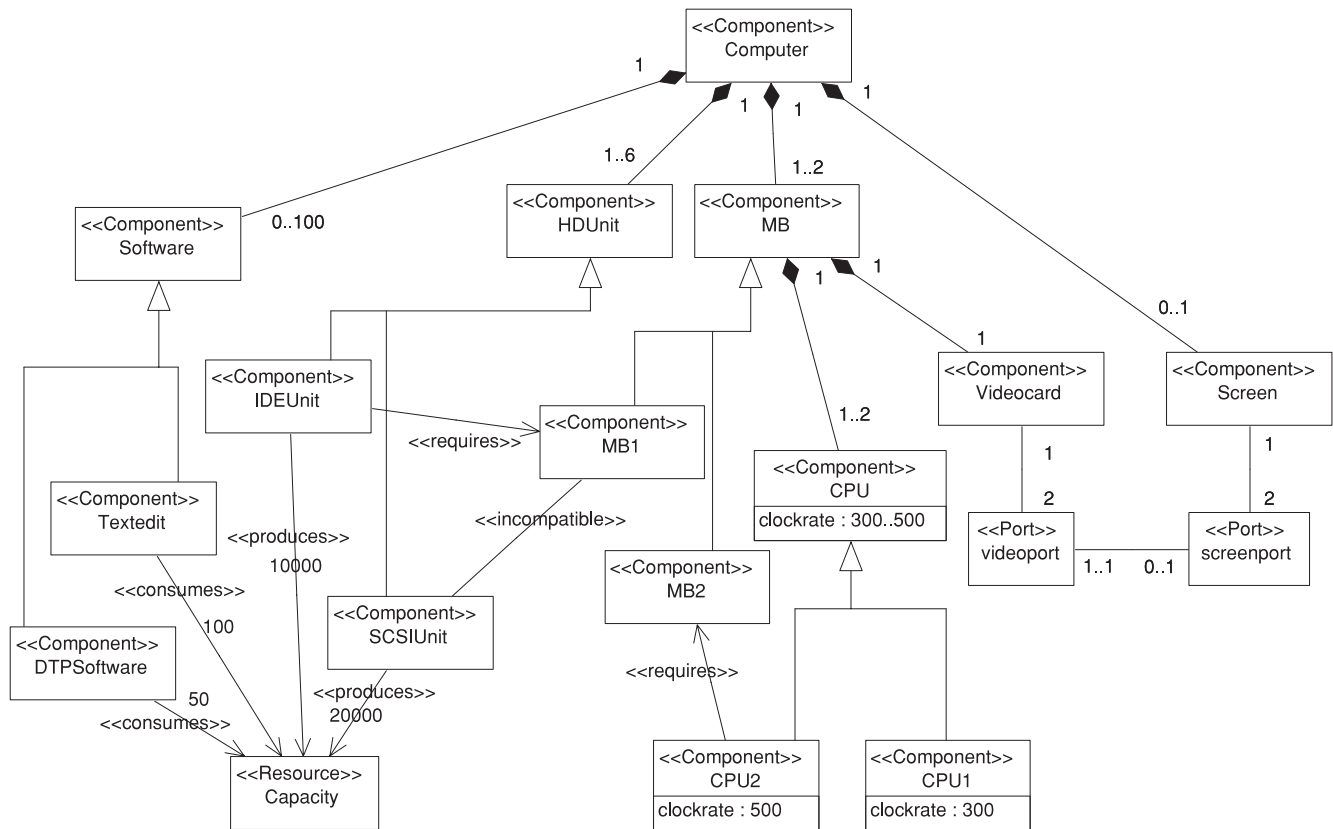 <<Component>>
Computer
1
1
1
1
1..6
1..2
0..100
0..1
<<Component>>
Software
<<Component>>
HDUnit
<<Component>>
MB
1
1
1
1..2
<<Component>>
IDEUnit
<<requires>>
<<Component>>
MB1
<<incompatible>>
<<Component>>
Videocard
<<Component>>
Screen
1
1
2
2
<<Component>>
CPU
clockrate : 300..500
<<Port>>
videoport
1..1
0..1
<<Port>>
screenport
<<Component>>
Textedit
<<produces>>
10000
<<consumes>>
100
<<Component>>
MB2
<<Component>>
SCSIUnit
<<Component>>
DTPSoftware
<<requires>>
<<produces>>
20000
50
<<consumes>>
<<Resource>>
Capacity
<<Component>>
CPU2
clockrate : 500
<<Component>>
CPU1
clockrate : 300